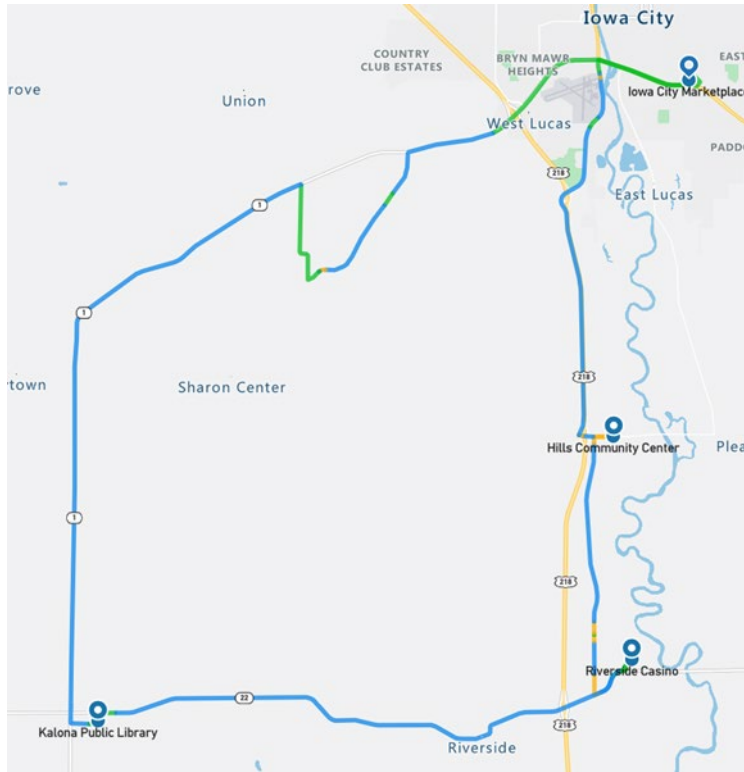 Iowa City
COUNTRY
CLUB ESTATES
BRYN MAWR
HEIGHTS
EAST
Iowa City Marketplace
rove
Union
West Lucas
PADDO
218
East Lucas
1
1
218
Sharon Center
rtown
Hills Community Center
Plea
1
218
Riverside Casino
22
Kalona Public Library
218
Riverside